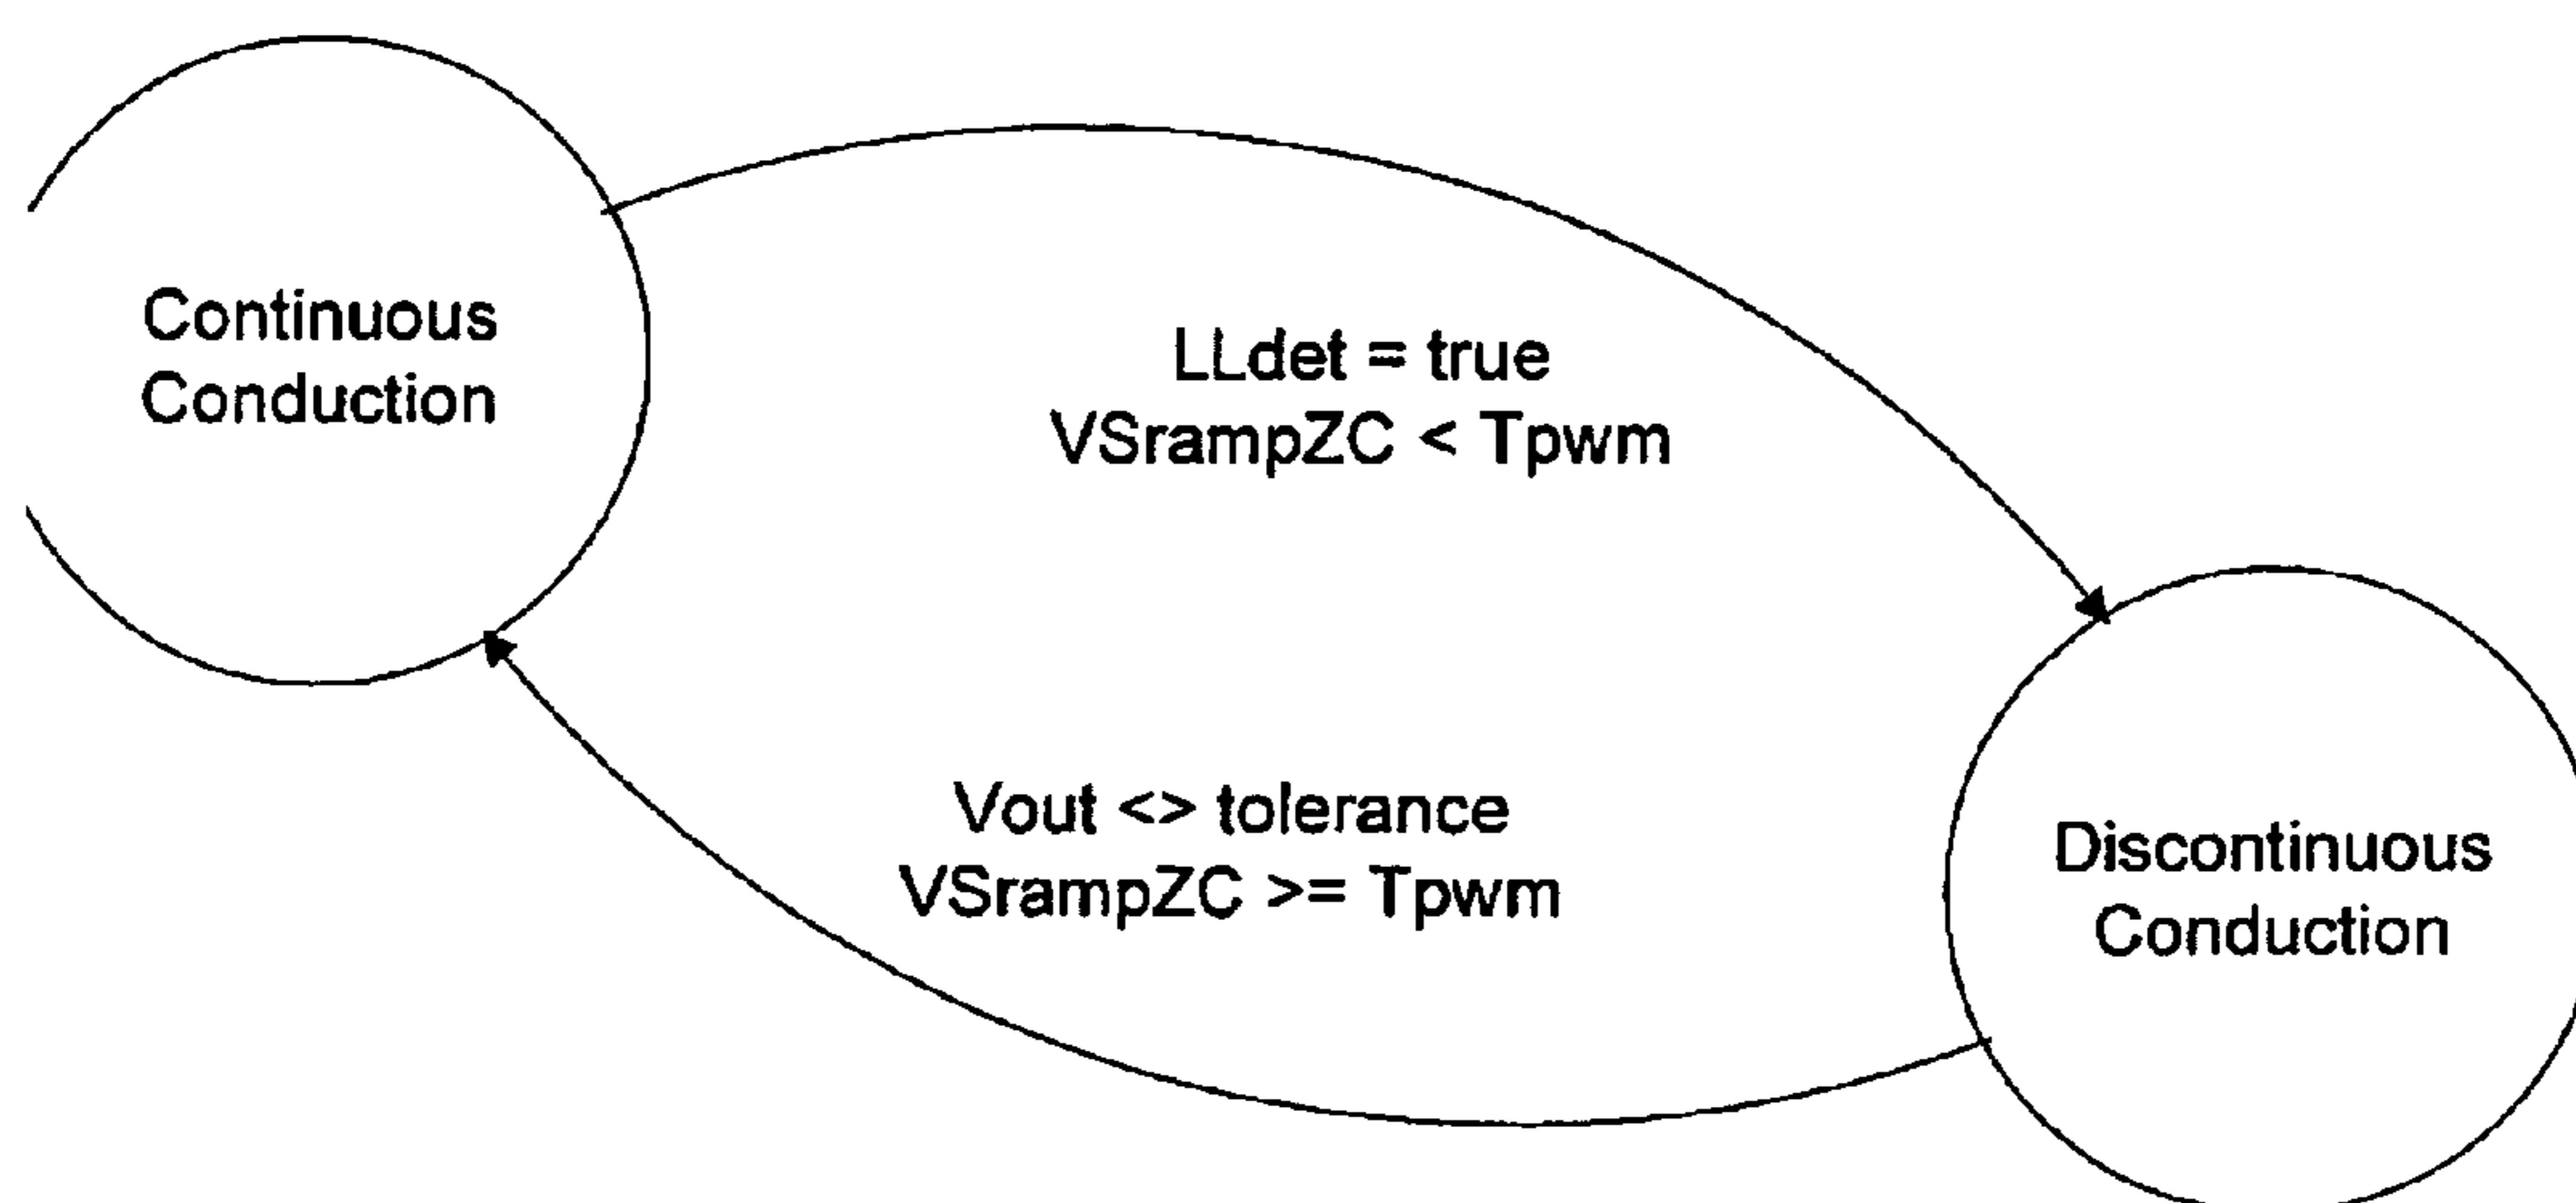 Continuous
Conduction
LLdet = true
VSrampZC < Tpwm
Vout <> tolerance
VSrampZC >= Tpwm
Discontinuous
Conduction